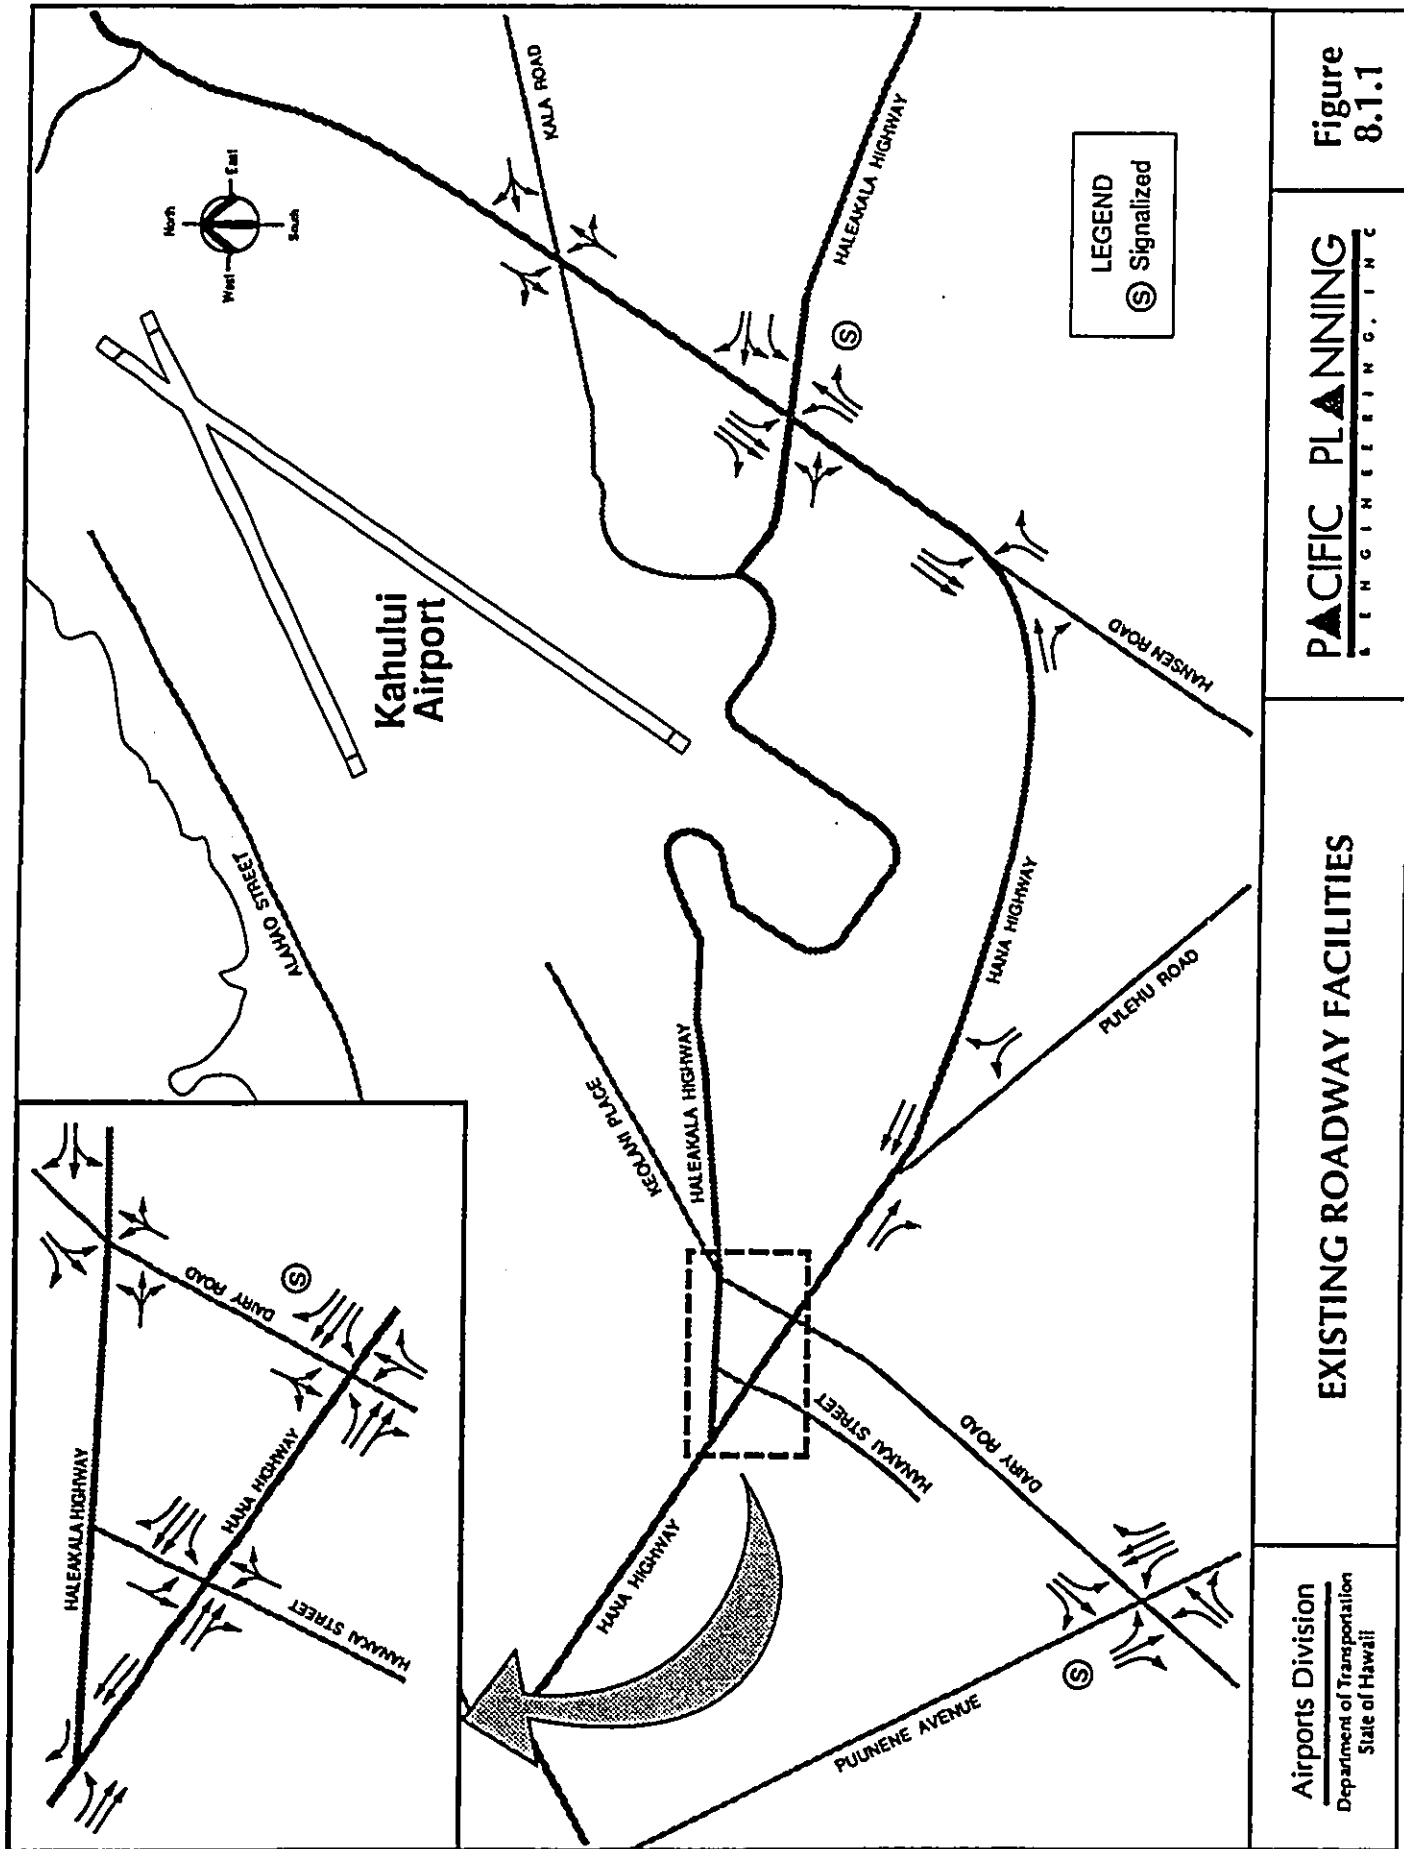 HALEAKALA HIGHWAY
DAIRY ROAD
S
HANA HIGHWAY
HANAKAI STREET
ALAHAO STREET
Kahului
Airport
North
West
East
South
KALA ROAD
HALEAKALA HIGHWAY
S
KEOLANI PLACE
HALEAKALA HIGHWAY
HANA HIGHWAY
HANAKAI STREET
DAIRY ROAD
PUUNENE AVENUE
S
HANA HIGHWAY
PULEHU ROAD
HANSEN ROAD
LEGEND
S Signalized
Airports Division
Department of Transportation
State of Hawaii
EXISTING ROADWAY FACILITIES
PACIFIC PLANNING
& ENGINEERING, INC
Figure
8.1.1